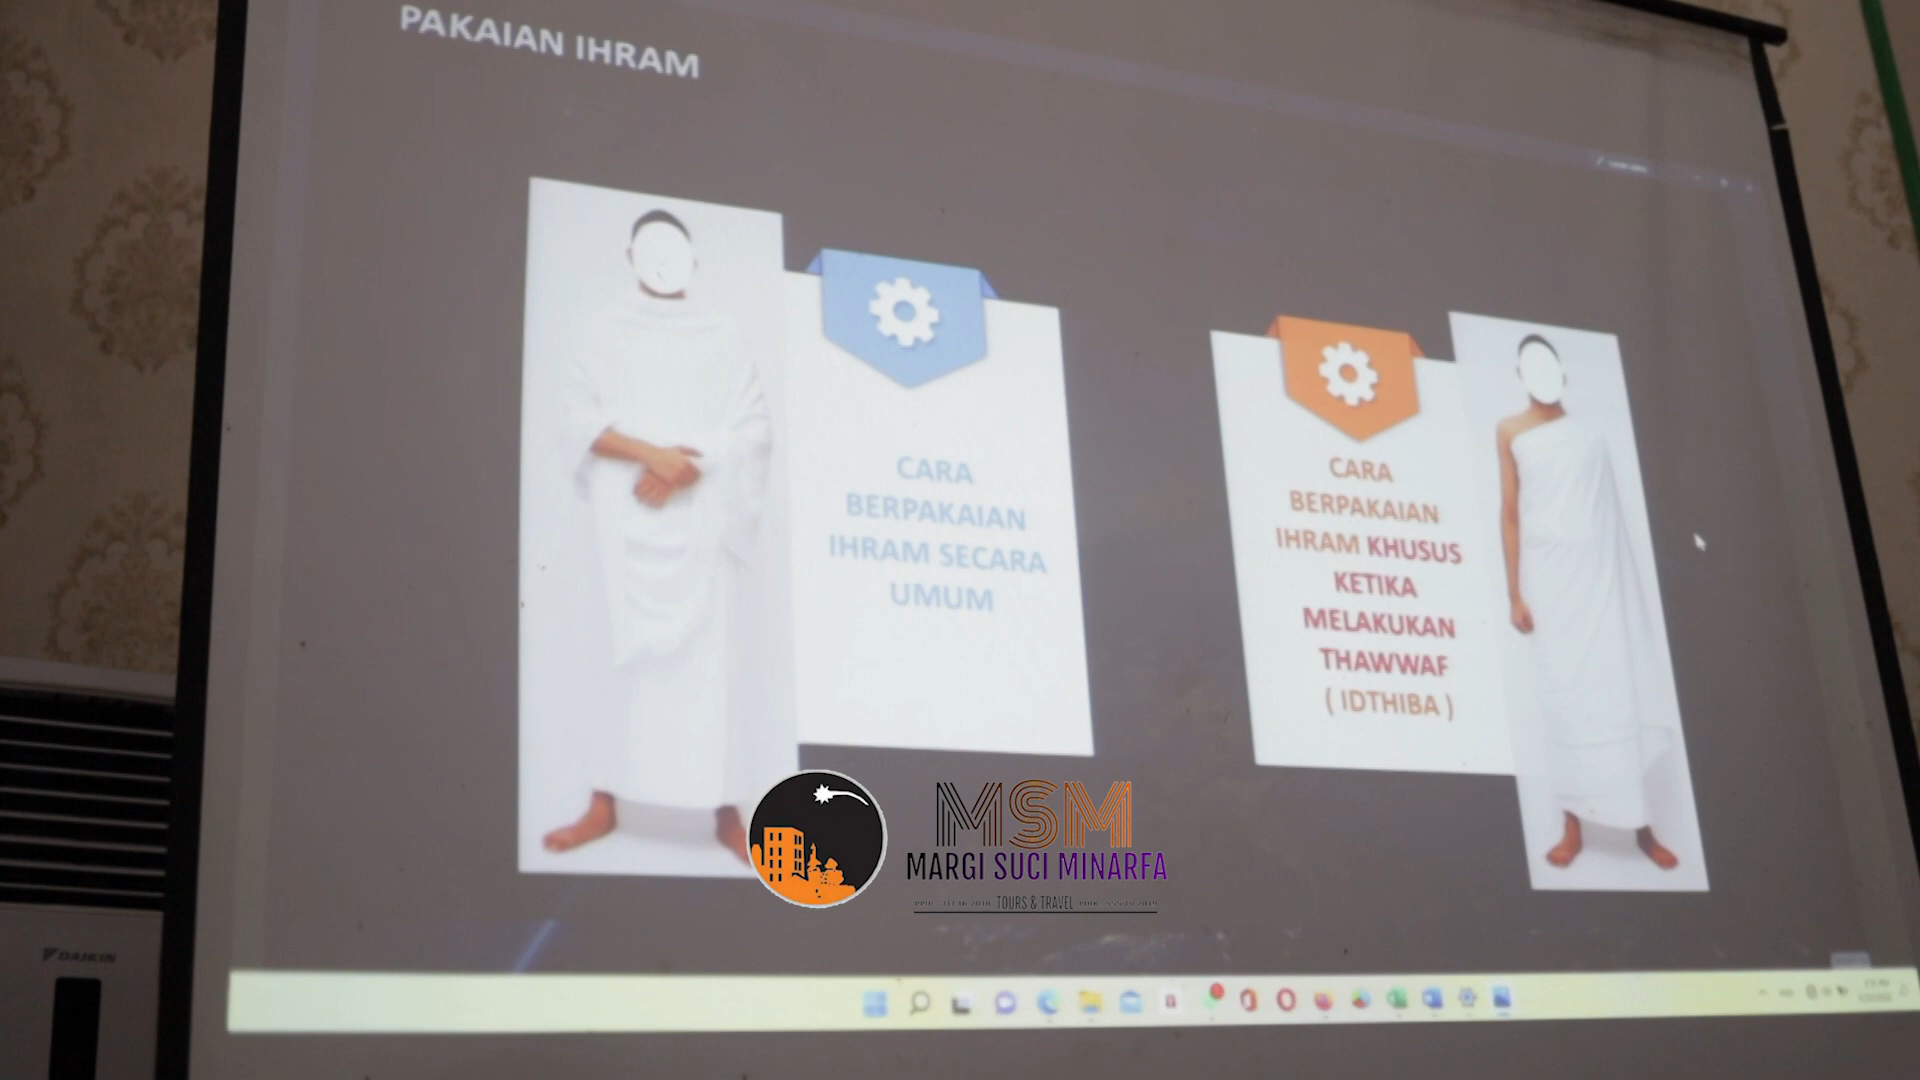 PAKAIAN IHRAM
CARA
BERPAKAIAN
IHRAM SECARA
UMUM
CARA
BERPAKAIAN
IHRAM KHUSUS
KETIKA
MELAKUKAN
THAWWAF
( IDTHIBA )
MSM
MARGI SUCI MINARFA
TOURS & TRAVEL
DAIKIN